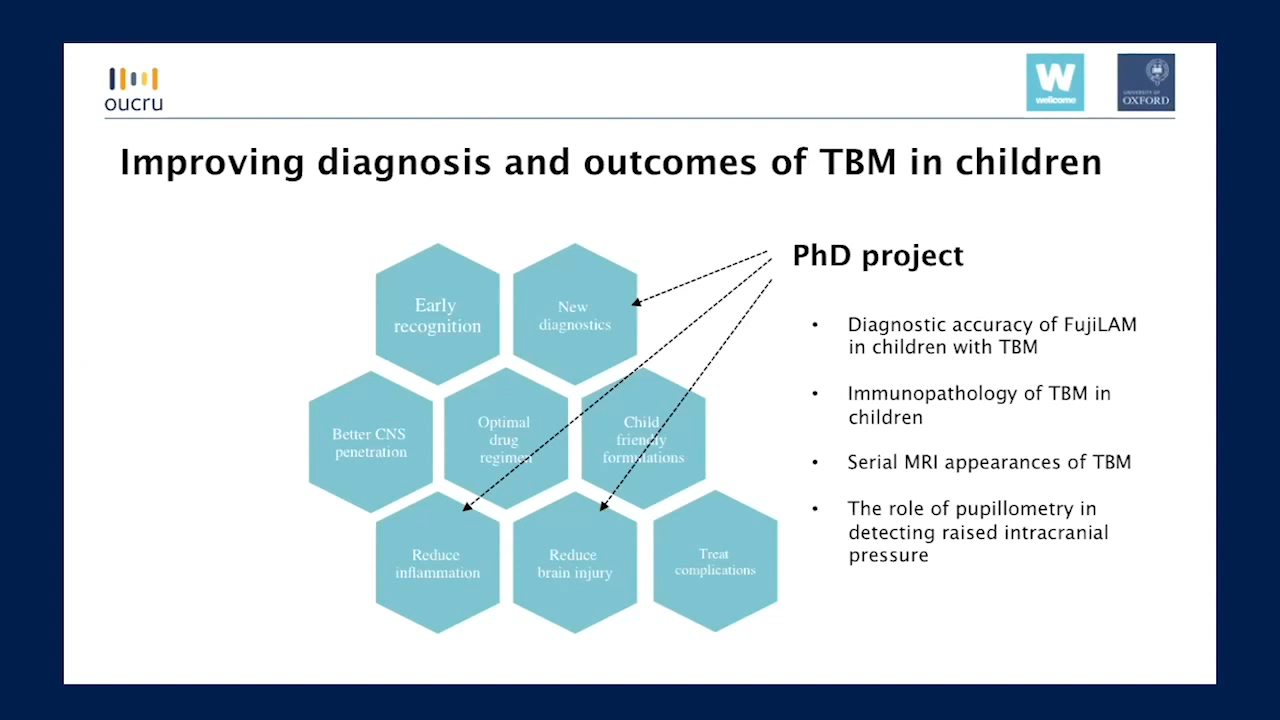 oucru
W
wellcome
UNIVERSITY OF
OXFORD
Improving diagnosis and outcomes of TBM in children
Early
recognition
New
diagnostics
Better CNS
penetration
Optimal
drug
regimen
Child
friendly
formulations
Reduce
inflammation
Reduce
brain injury
Treat
complications
PhD project
• Diagnostic accuracy of FujiLAM
in children with TBM
• Immunopathology of TBM in
children
• Serial MRI appearances of TBM
• The role of pupillometry in
detecting raised intracranial
pressure